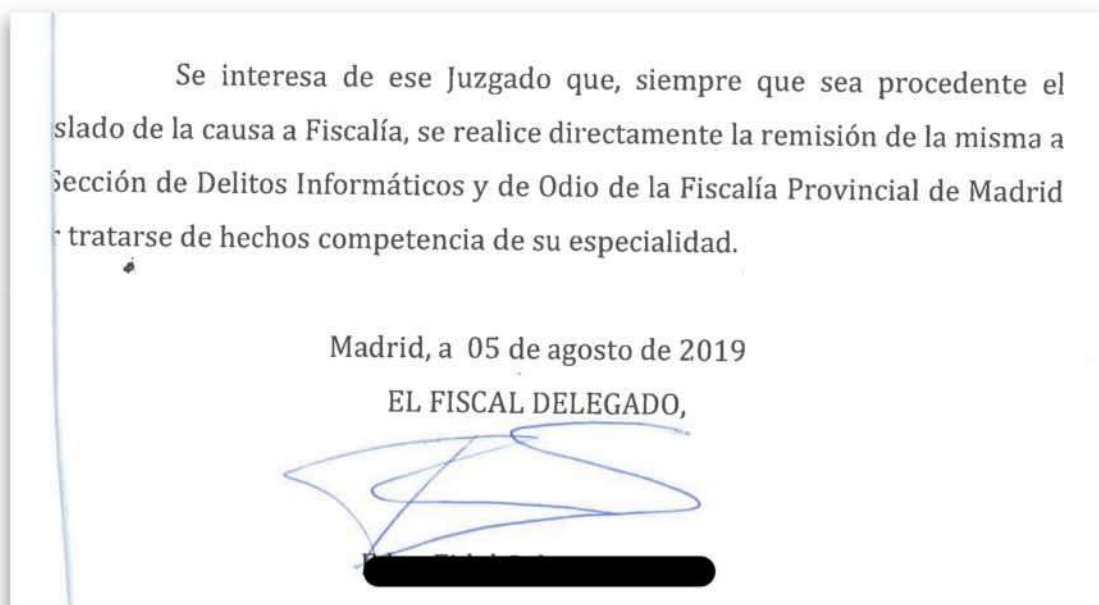 Se interesa de ese Juzgado que, siempre que sea procedente el
slado de la causa a Fiscalía, se realice directamente la remisión de la misma a
Sección de Delitos Informáticos y de Odio de la Fiscalía Provincial de Madrid
r tratarse de hechos competencia de su especialidad.
Madrid, a 05 de agosto de 2019
EL FISCAL DELEGADO,